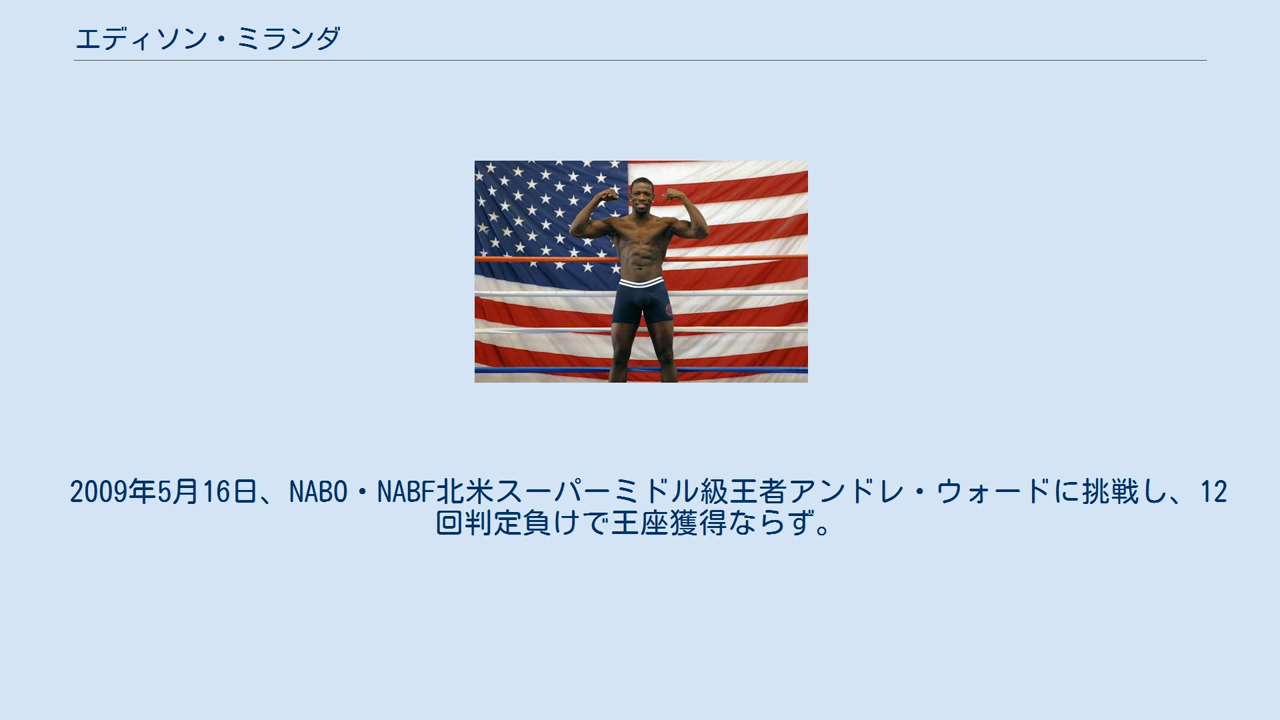 エディソン・ミランダ
2009年5月16日、NABO・NABF北米スーパーミドル級王者アンドレ・ウォードに挑戦し、12
回判定負けで王座獲得ならず。